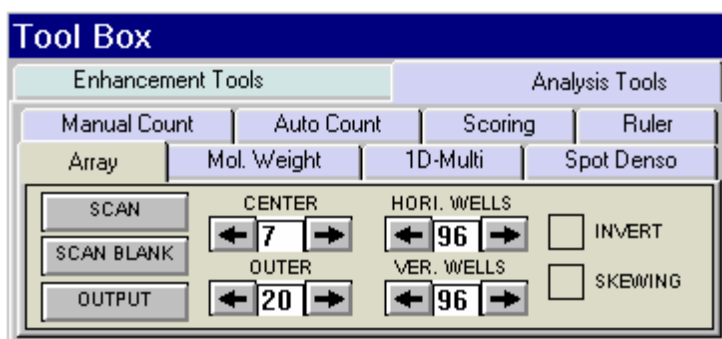 Tool Box
Enhancement Tools Analysis Tools
Manual Count Auto Count Scoring Ruler
Array Mol. Weight 1D-Multi Spot Denso
SCAN CENTER HORI. WELLS
7 96 INVERT
SCAN BLANK OUTER VER. WELLS
OUTPUT 20 96 SKEWING